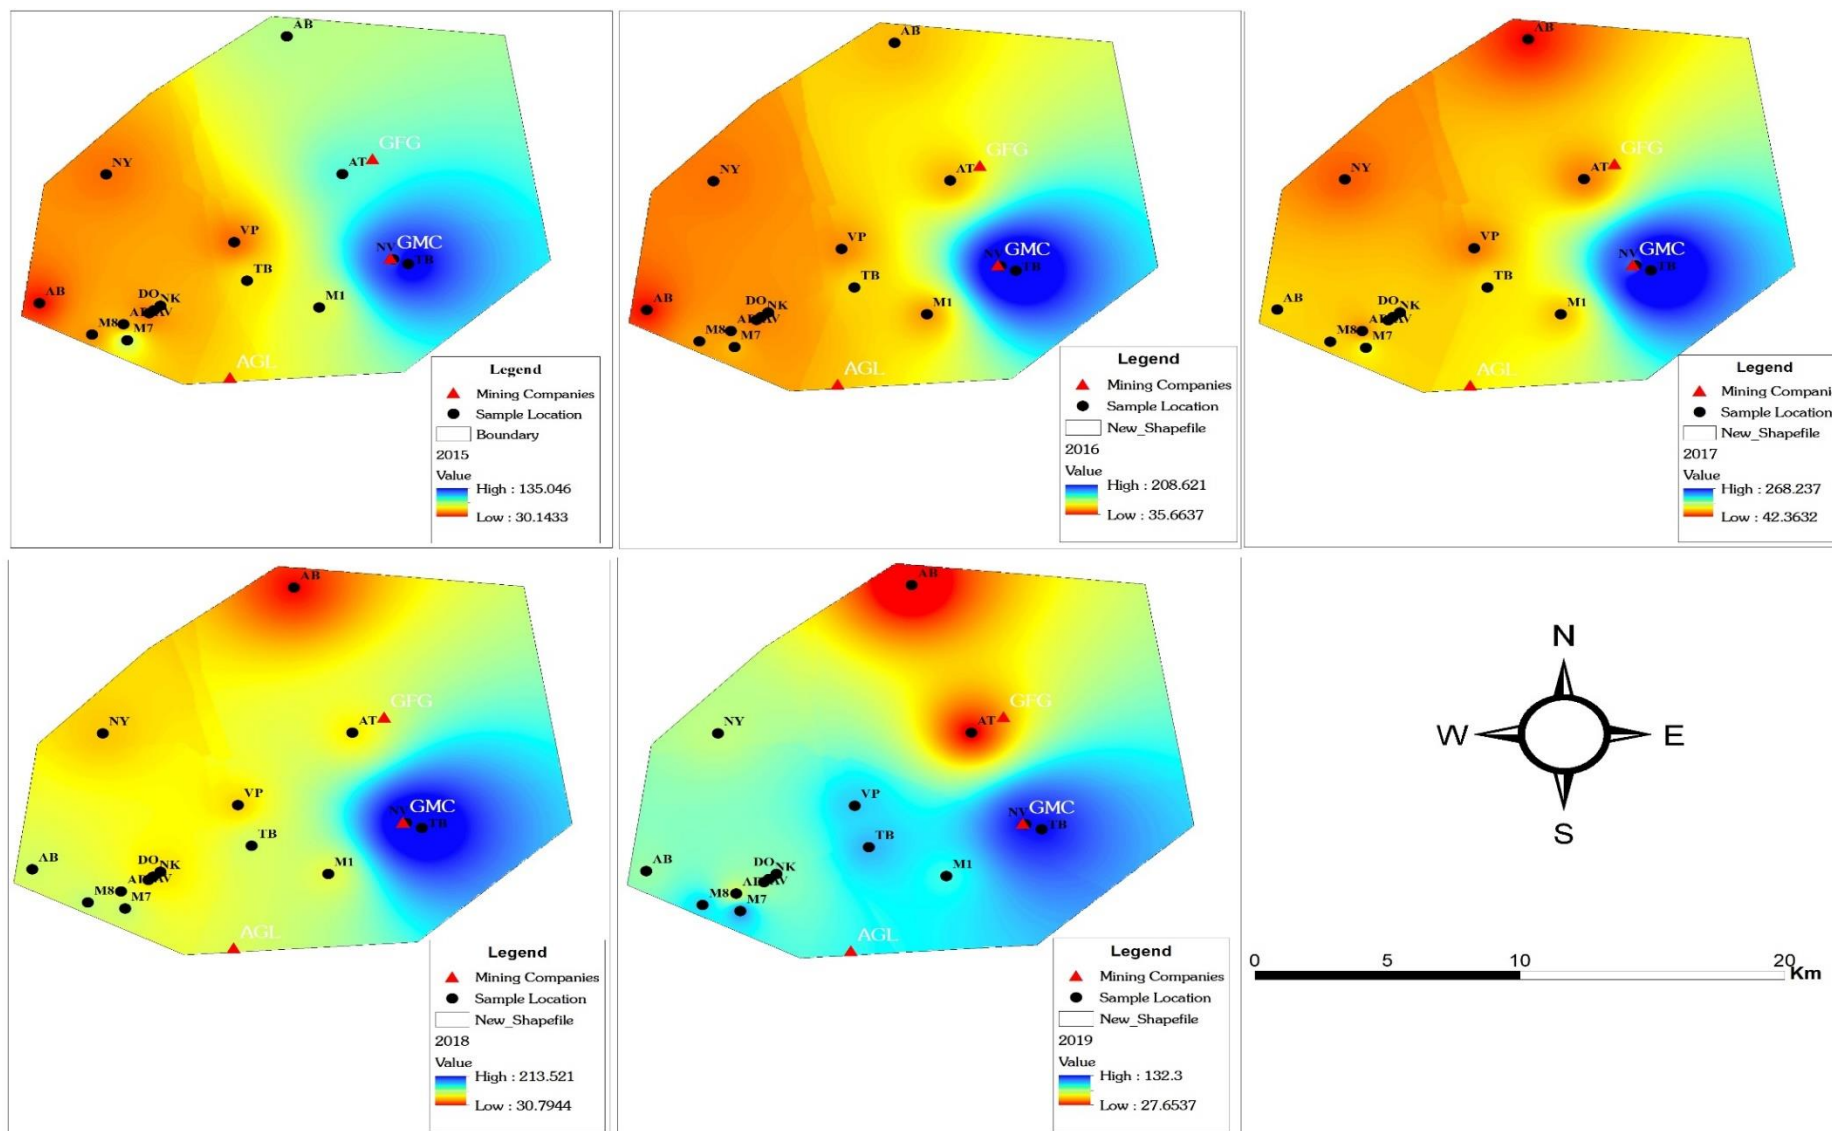 AB
GFG
AT
NY
VP
GMC
NV
TB
TB
AB
DO
NK
AV
M1
M8
M7
AGL
Legend
Mining Companies
Sample Location
Boundary
2015
Value
High : 135.046
Low : 30.1433
AB
GFG
AT
NY
VP
GMC
NV
TB
TB
AB
DO
NK
AV
M1
M8
M7
AGL
Legend
Mining Companies
Sample Location
New_Shapefile
2016
Value
High : 208.621
Low : 35.6637
AB
GFG
AT
NY
VP
GMC
NV
TB
TB
AB
DO
NK
AV
M1
M8
M7
AGL
Legend
Mining Compani
Sample Location
New_Shapefile
2017
Value
High : 268.237
Low : 42.3632
AB
GFG
AT
NY
VP
GMC
NV
TB
TB
AB
DO
NK
AV
M1
M8
M7
AGL
Legend
Mining Companies
Sample Location
New_Shapefile
2018
Value
High : 213.521
Low : 30.7944
AB
GFG
AT
NY
VP
GMC
NV
TB
TB
AB
DO
NK
AV
M1
M8
M7
AGL
Legend
Mining Companies
Sample Location
New_Shapefile
2019
Value
High : 132.3
Low : 27.6537
N
W E
S
0 5 10 20
Km